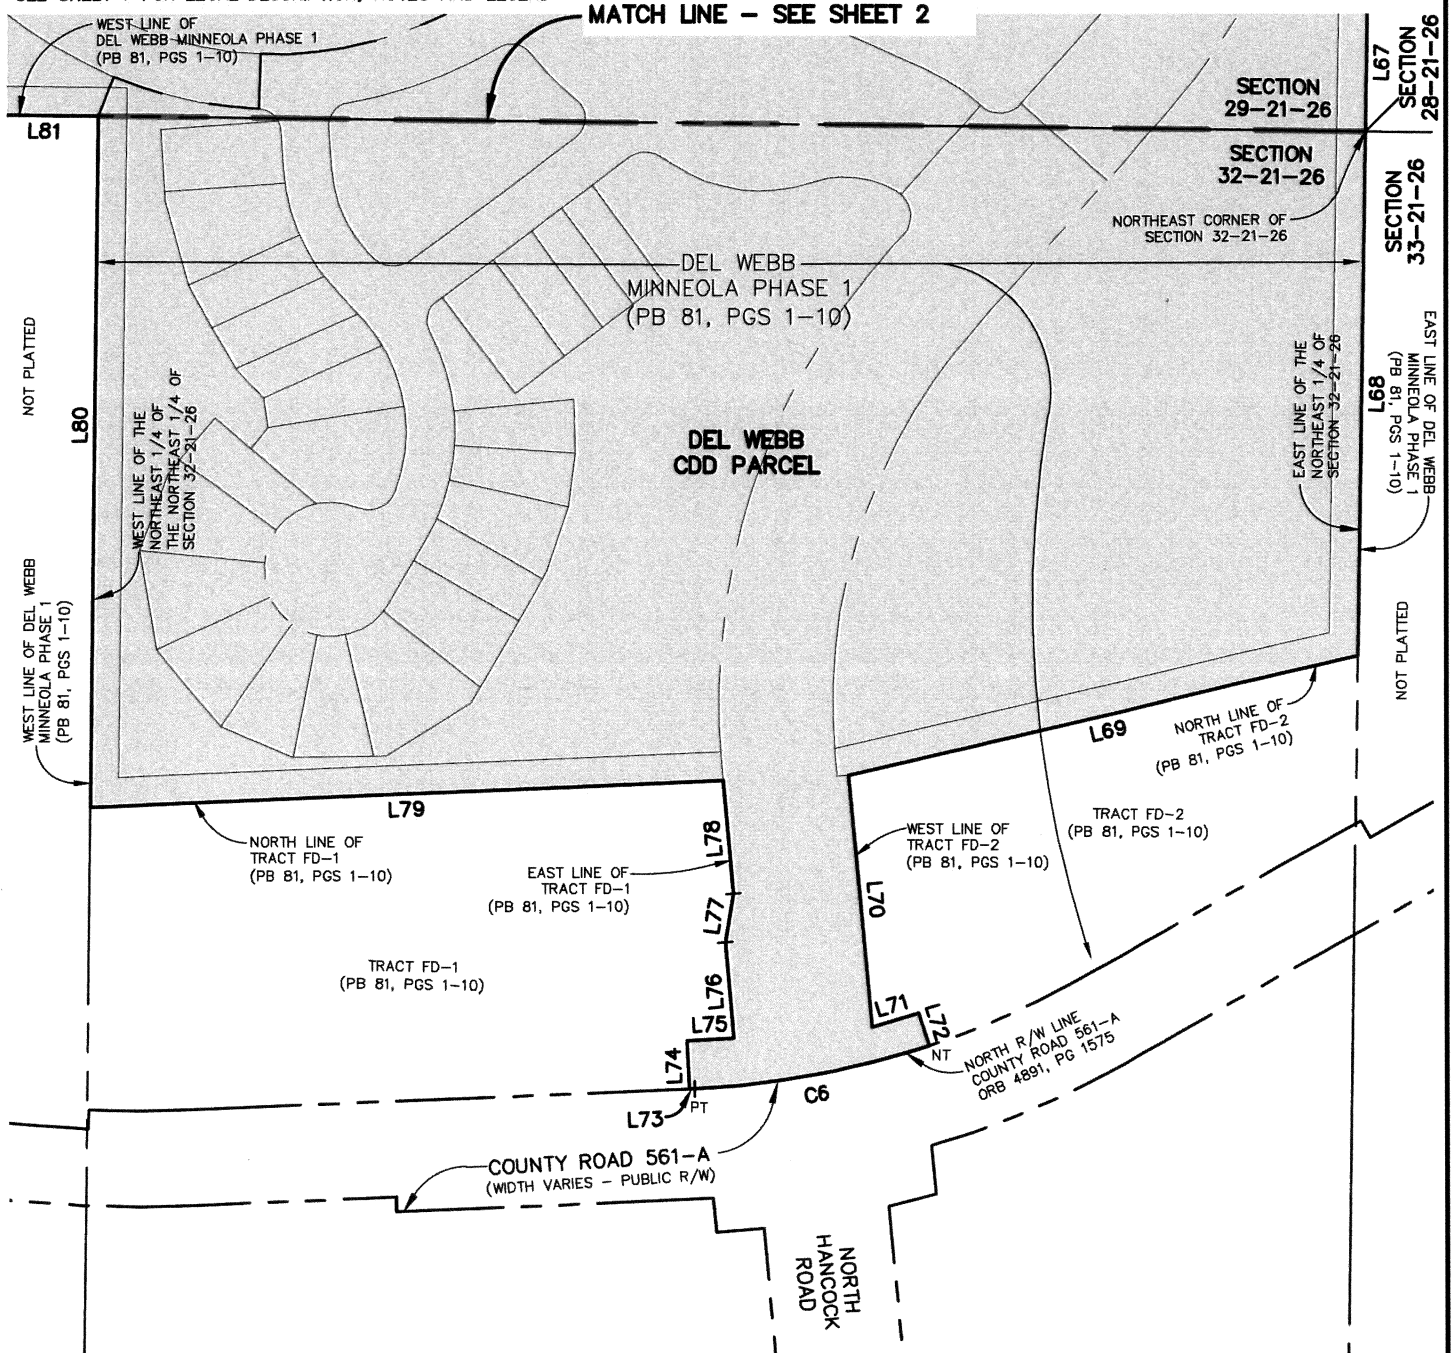 MATCH LINE – SEE SHEET 2
WEST LINE OF
DEL WEBB MINNEOLA PHASE 1
(PB 81, PGS 1–10)
L81
SECTION
29–21–26
SECTION
32–21–26
L67
SECTION
28–21–26
SECTION
33–21–26
NORTHEAST CORNER OF
SECTION 32–21–26
DEL WEBB
MINNEOLA PHASE 1
(PB 81, PGS 1–10)
NOT PLATTED
L80
WEST LINE OF THE
NORTHEAST 1/4 OF
THE NORTHEAST 1/4 OF
SECTION 32–21–26
DEL WEBB
CDD PARCEL
EAST LINE OF THE
NORTHEAST 1/4 OF
SECTION 32–21–26
L68
EAST LINE OF DEL WEBB
MINNEOLA PHASE 1
(PB 81, PGS 1–10)
WEST LINE OF DEL WEBB
MINNEOLA PHASE 1
(PB 81, PGS 1–10)
NOT PLATTED
L69
NORTH LINE OF
TRACT FD–2
(PB 81, PGS 1–10)
L79
NORTH LINE OF
TRACT FD–1
(PB 81, PGS 1–10)
L78
EAST LINE OF
TRACT FD–1
(PB 81, PGS 1–10)
WEST LINE OF
TRACT FD–2
(PB 81, PGS 1–10)
TRACT FD–2
(PB 81, PGS 1–10)
L77
L70
TRACT FD–1
(PB 81, PGS 1–10)
L76
L75
L71
L72
NT
L74
NORTH R/W LINE
COUNTY ROAD 561–A
ORB 4891, PG 1575
L73
PT
C6
COUNTY ROAD 561–A
(WIDTH VARIES – PUBLIC R/W)
NORTH
HANCOCK
ROAD